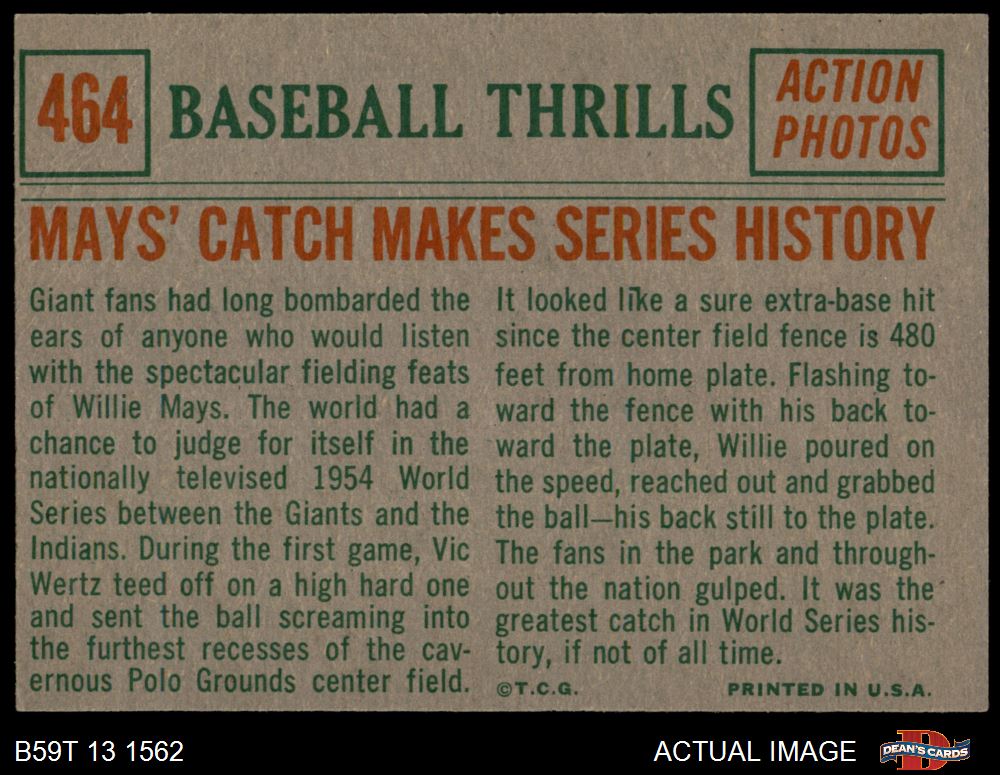 464
BASEBALL THRILLS
ACTION
PHOTOS
MAYS' CATCH MAKES SERIES HISTORY
Giant fans had long bombarded the
ears of anyone who would listen
with the spectacular fielding feats
of Willie Mays. The world had a
chance to judge for itself in the
nationally televised 1954 World
Series between the Giants and the
Indians. During the first game, Vic
Wertz teed off on a high hard one
and sent the ball screaming into
the furthest recesses of the cav-
ernous Polo Grounds center field.
It looked like a sure extra-base hit
since the center field fence is 480
feet from home plate. Flashing to-
ward the fence with his back to-
ward the plate, Willie poured on
the speed, reached out and grabbed
the ball—his back still to the plate.
The fans in the park and through-
out the nation gulped. It was the
greatest catch in World Series his-
tory, if not of all time.
©T.C.G.
PRINTED IN U.S.A.
B59T 13 1562
ACTUAL IMAGE
D
DEAN'S CARDS